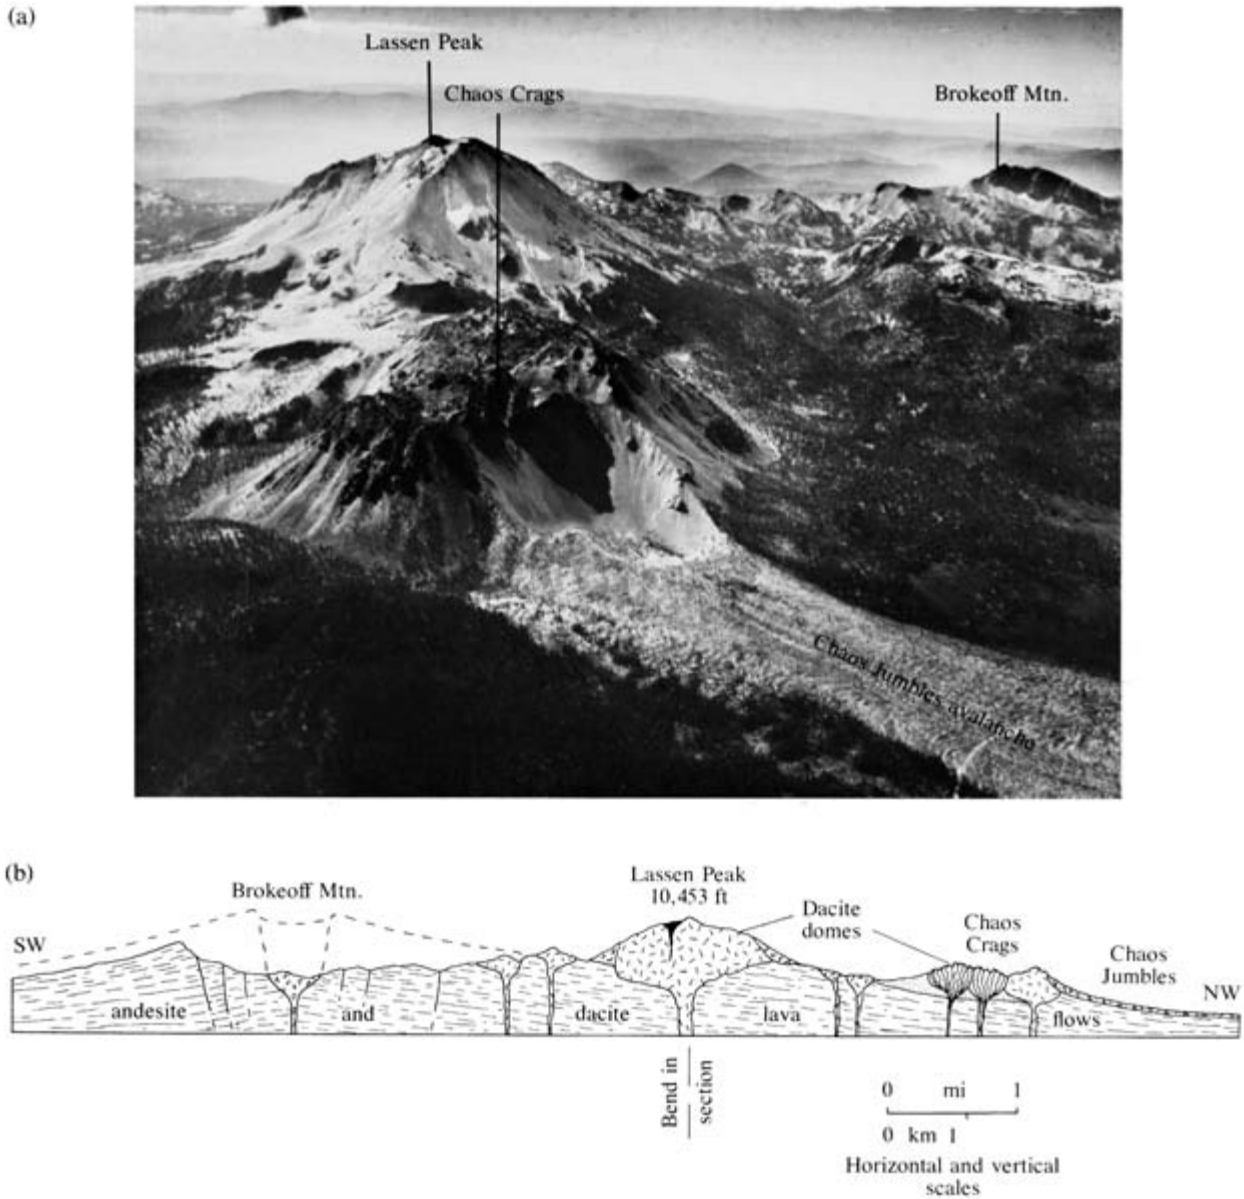 (a)
Lassen Peak
Chaos Crags
Brokeoff Mtn.
Chaos Jumbles avalanche
(b)
Brokeoff Mtn.
Lassen Peak
10,453 ft
Dacite
domes
Chaos
Crags
Chaos
Jumbles
SW
NW
andesite and dacite lava flows
Bend in
section
0 mi 1
0 km 1
Horizontal and vertical
scales